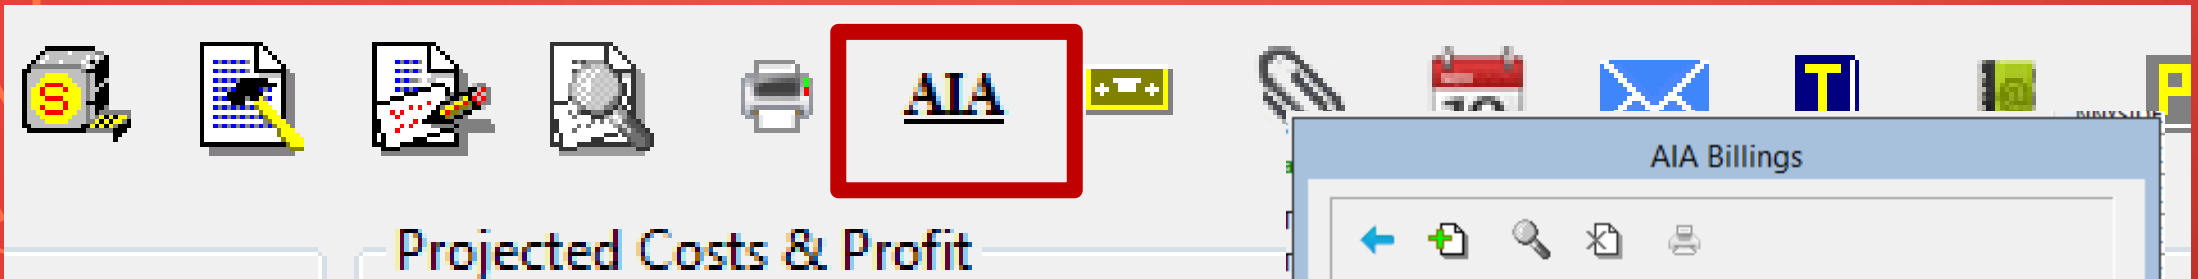 S
AIA
T
P
AIA Billings
Projected Costs & Profit